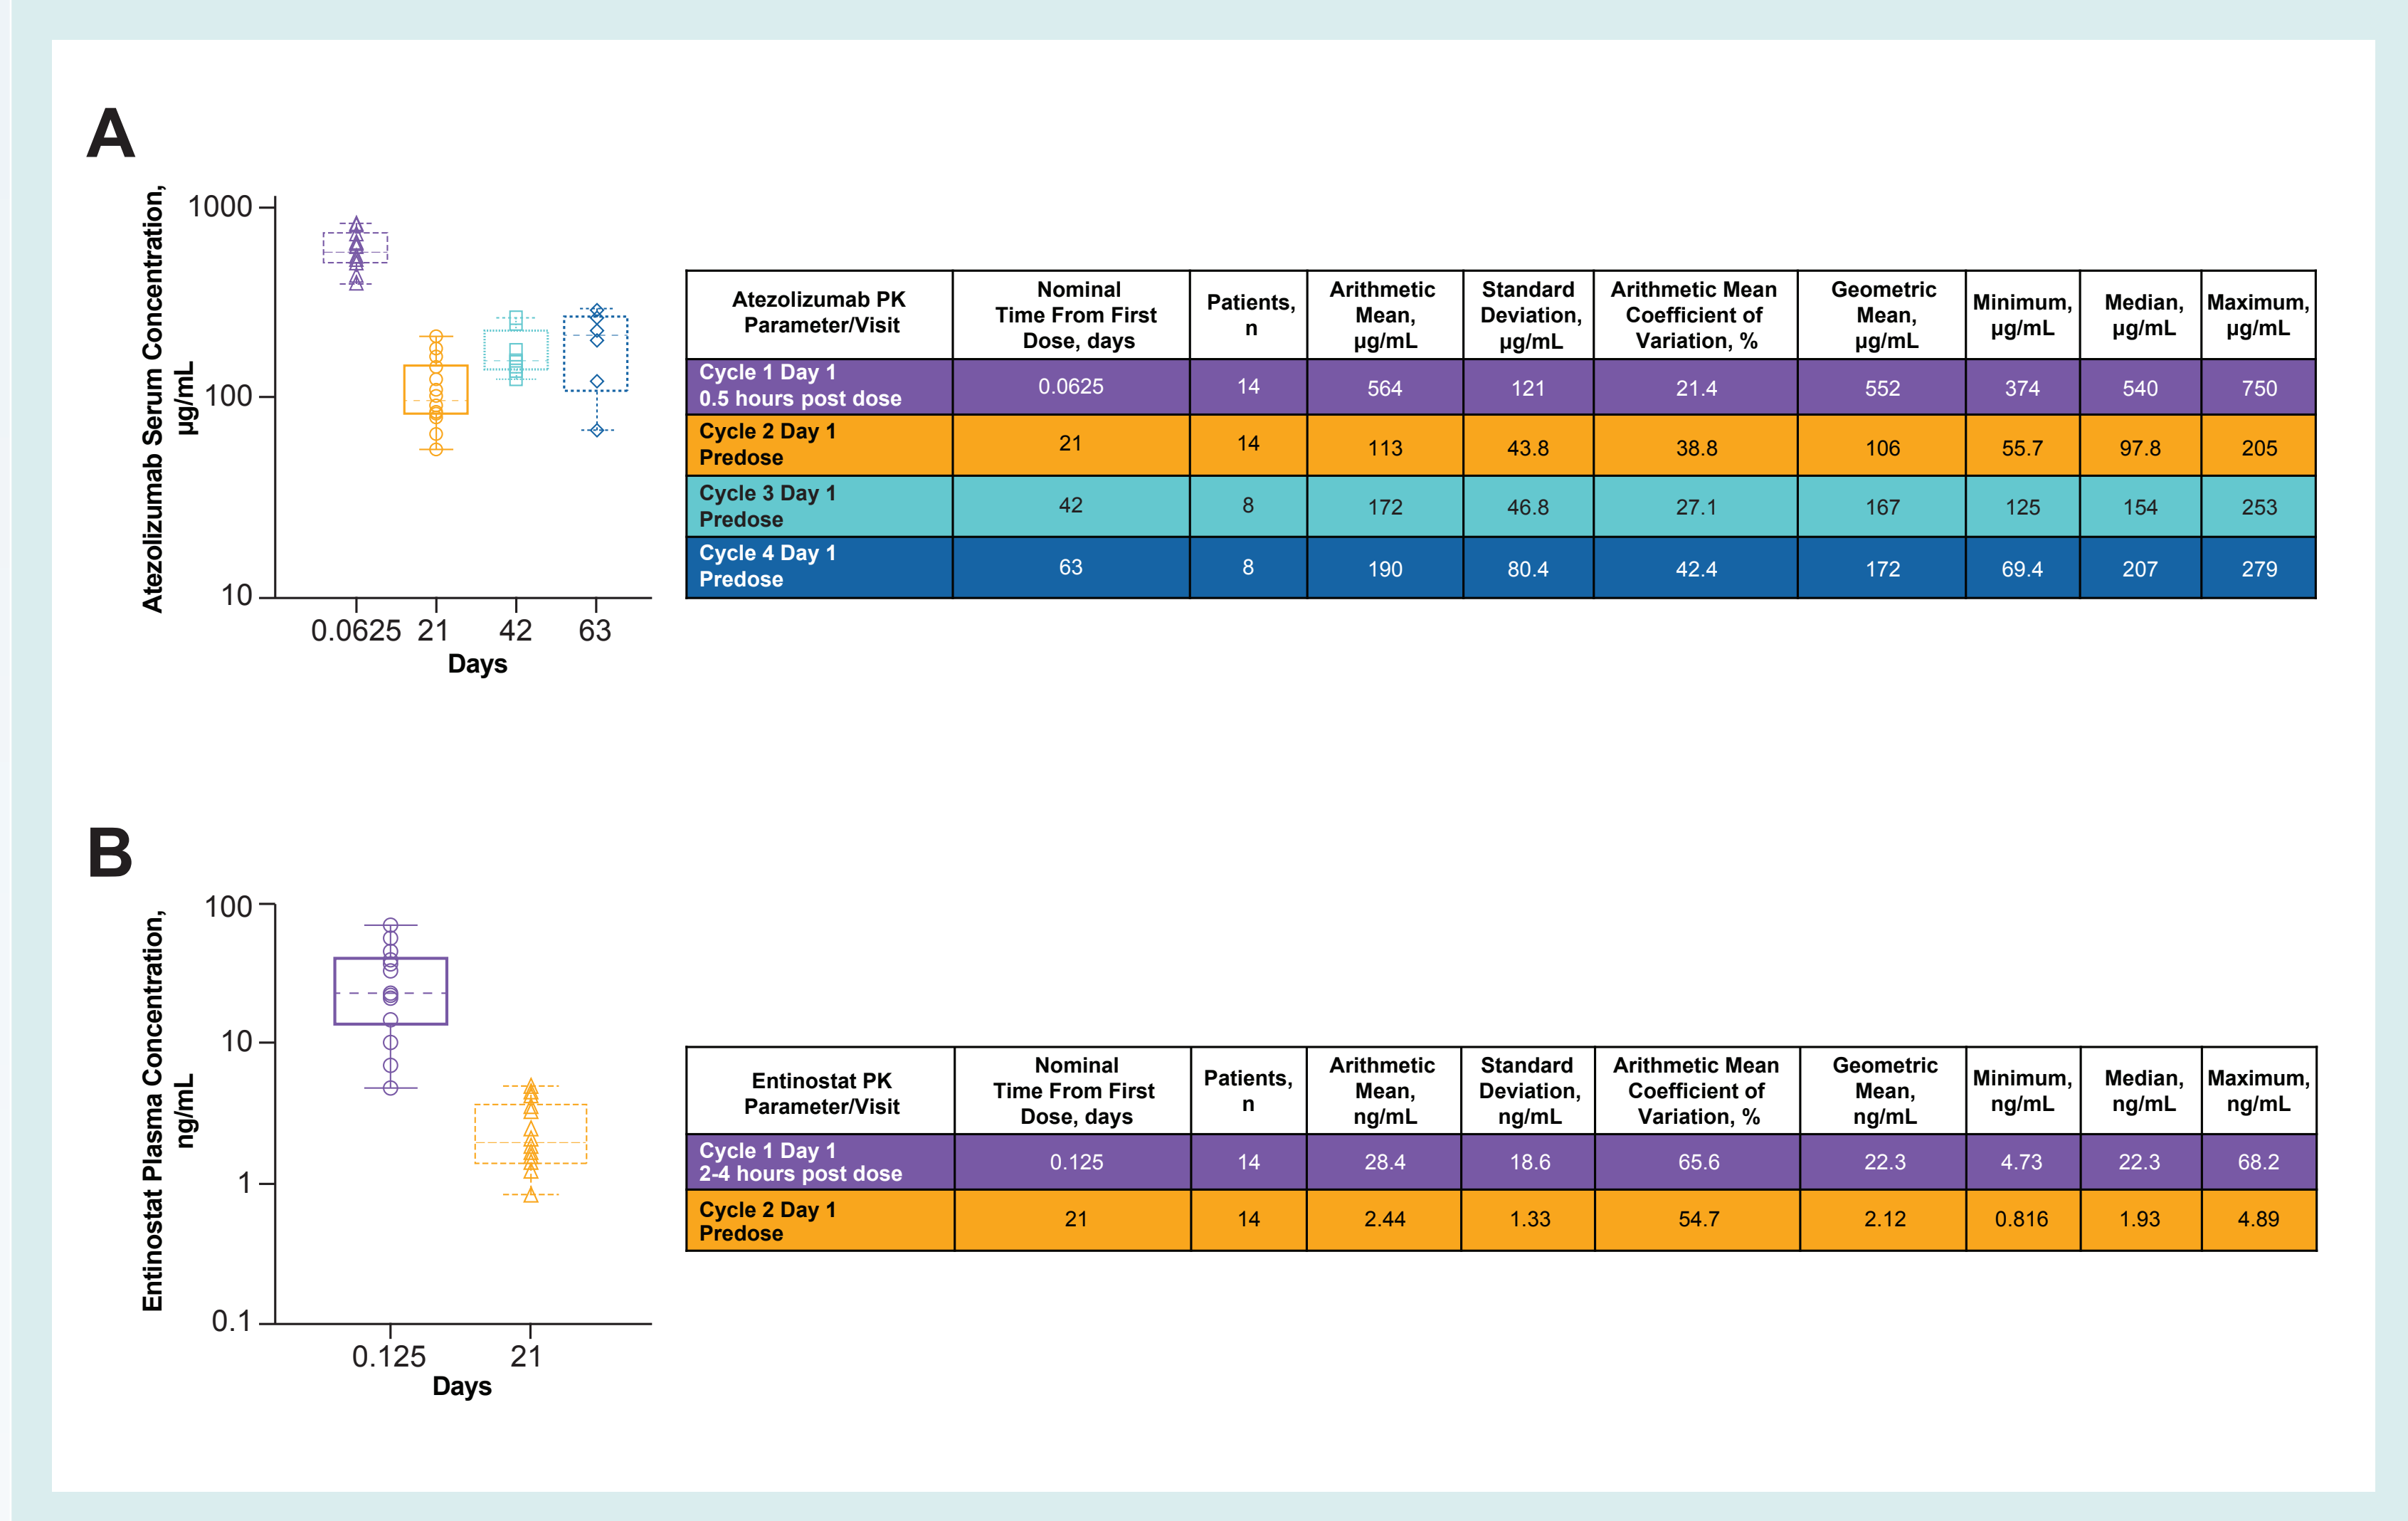 A
Atezolizumab Serum Concentration,
µg/mL
1000
100
10
0.0625 21 42 63
Days
Atezolizumab PK
Parameter/Visit
Nominal
Time From First
Dose, days
Patients,
n
Arithmetic
Mean,
µg/mL
Standard
Deviation,
µg/mL
Arithmetic Mean
Coefficient of
Variation, %
Geometric
Mean,
µg/mL
Minimum,
µg/mL
Median,
µg/mL
Maximum,
µg/mL
Cycle 1 Day 1
0.5 hours post dose
0.0625 14 564 121 21.4 552 374 540 750
Cycle 2 Day 1
Predose
21 14 113 43.8 38.8 106 55.7 97.8 205
Cycle 3 Day 1
Predose
42 8 172 46.8 27.1 167 125 154 253
Cycle 4 Day 1
Predose
63 8 190 80.4 42.4 172 69.4 207 279
B
Entinostat Plasma Concentration,
ng/mL
100
10
1
0.1
0.125 21
Days
Entinostat PK
Parameter/Visit
Nominal
Time From First
Dose, days
Patients,
n
Arithmetic
Mean,
ng/mL
Standard
Deviation,
ng/mL
Arithmetic Mean
Coefficient of
Variation, %
Geometric
Mean,
ng/mL
Minimum,
ng/mL
Median,
ng/mL
Maximum,
ng/mL
Cycle 1 Day 1
2-4 hours post dose
0.125 14 28.4 18.6 65.6 22.3 4.73 22.3 68.2
Cycle 2 Day 1
Predose
21 14 2.44 1.33 54.7 2.12 0.816 1.93 4.89